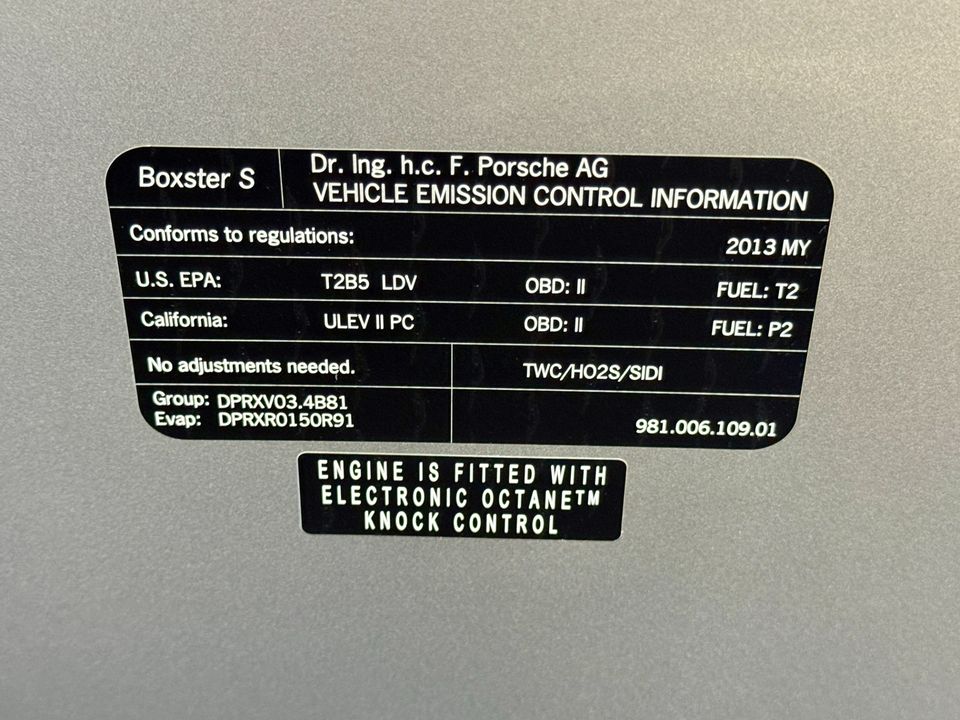 Boxster S
Dr. Ing. h.c. F. Porsche AG
VEHICLE EMISSION CONTROL INFORMATION
Conforms to regulations: 2013 MY
U.S. EPA: T2B5 LDV OBD: II FUEL: T2
California: ULEV II PC OBD: II FUEL: P2
No adjustments needed. TWC/HO2S/SIDI
Group: DPRXV03.4B81
Evap: DPRXR0150R91
981.006.109.01
ENGINE IS FITTED WITH
ELECTRONIC OCTANE™
KNOCK CONTROL